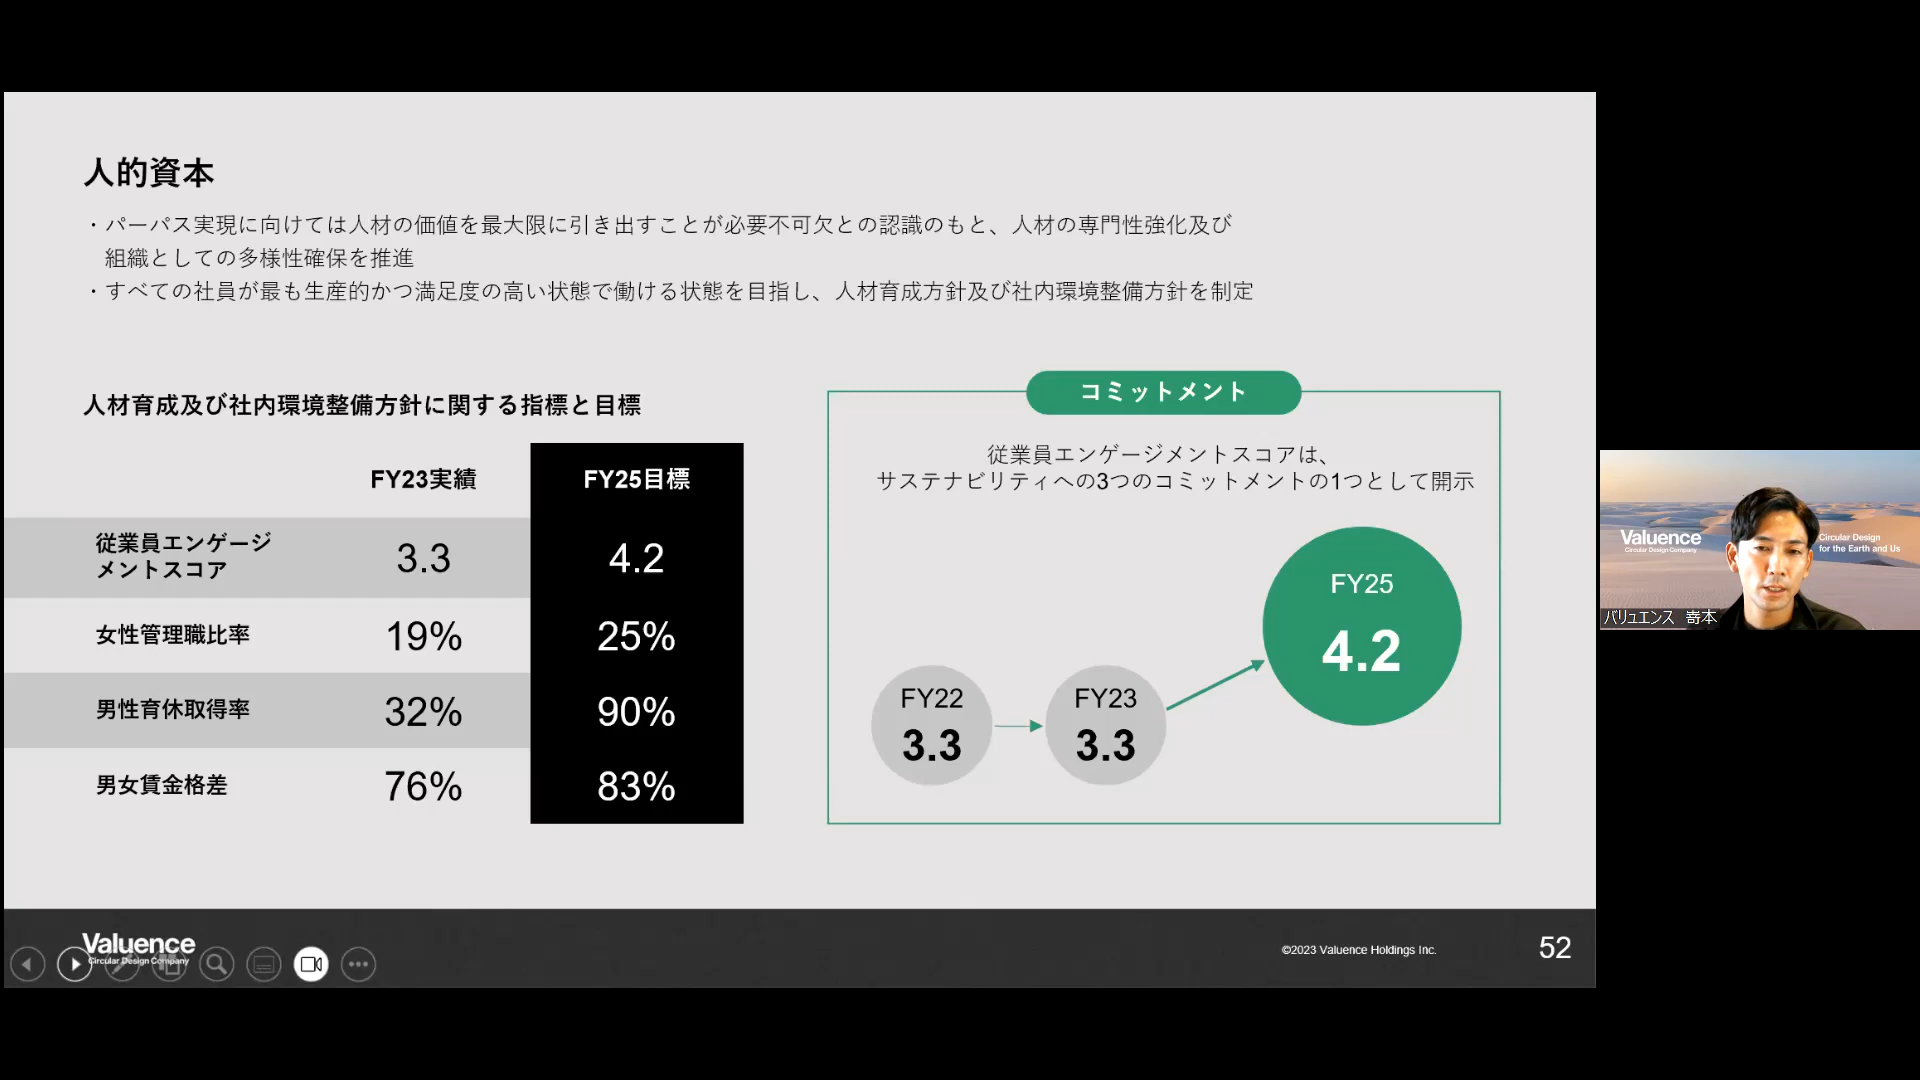 人的資本
・パーパス実現に向けては人材の価値を最大限に引き出すことが必要不可欠との認識のもと、人材の専門性強化及び
組織としての多様性確保を推進
・すべての社員が最も生産的かつ満足度の高い状態で働ける状態を目指し、人材育成方針及び社内環境整備方針を制定
人材育成及び社内環境整備方針に関する指標と目標
FY23実績 FY25目標
従業員エンゲージ
メントスコア 3.3 4.2
女性管理職比率 19% 25%
男性育休取得率 32% 90%
男女賃金格差 76% 83%
コミットメント
従業員エンゲージメントスコアは、
サステナビリティへの3つのコミットメントの1つとして開示
FY22
3.3
FY23
3.3
FY25
4.2
Valuence
Circular Design Company
©2023 Valuence Holdings Inc.
52
Valuence
Circular Design Company
Circular Design
for the Earth and Us
バリュエンス 嵜本